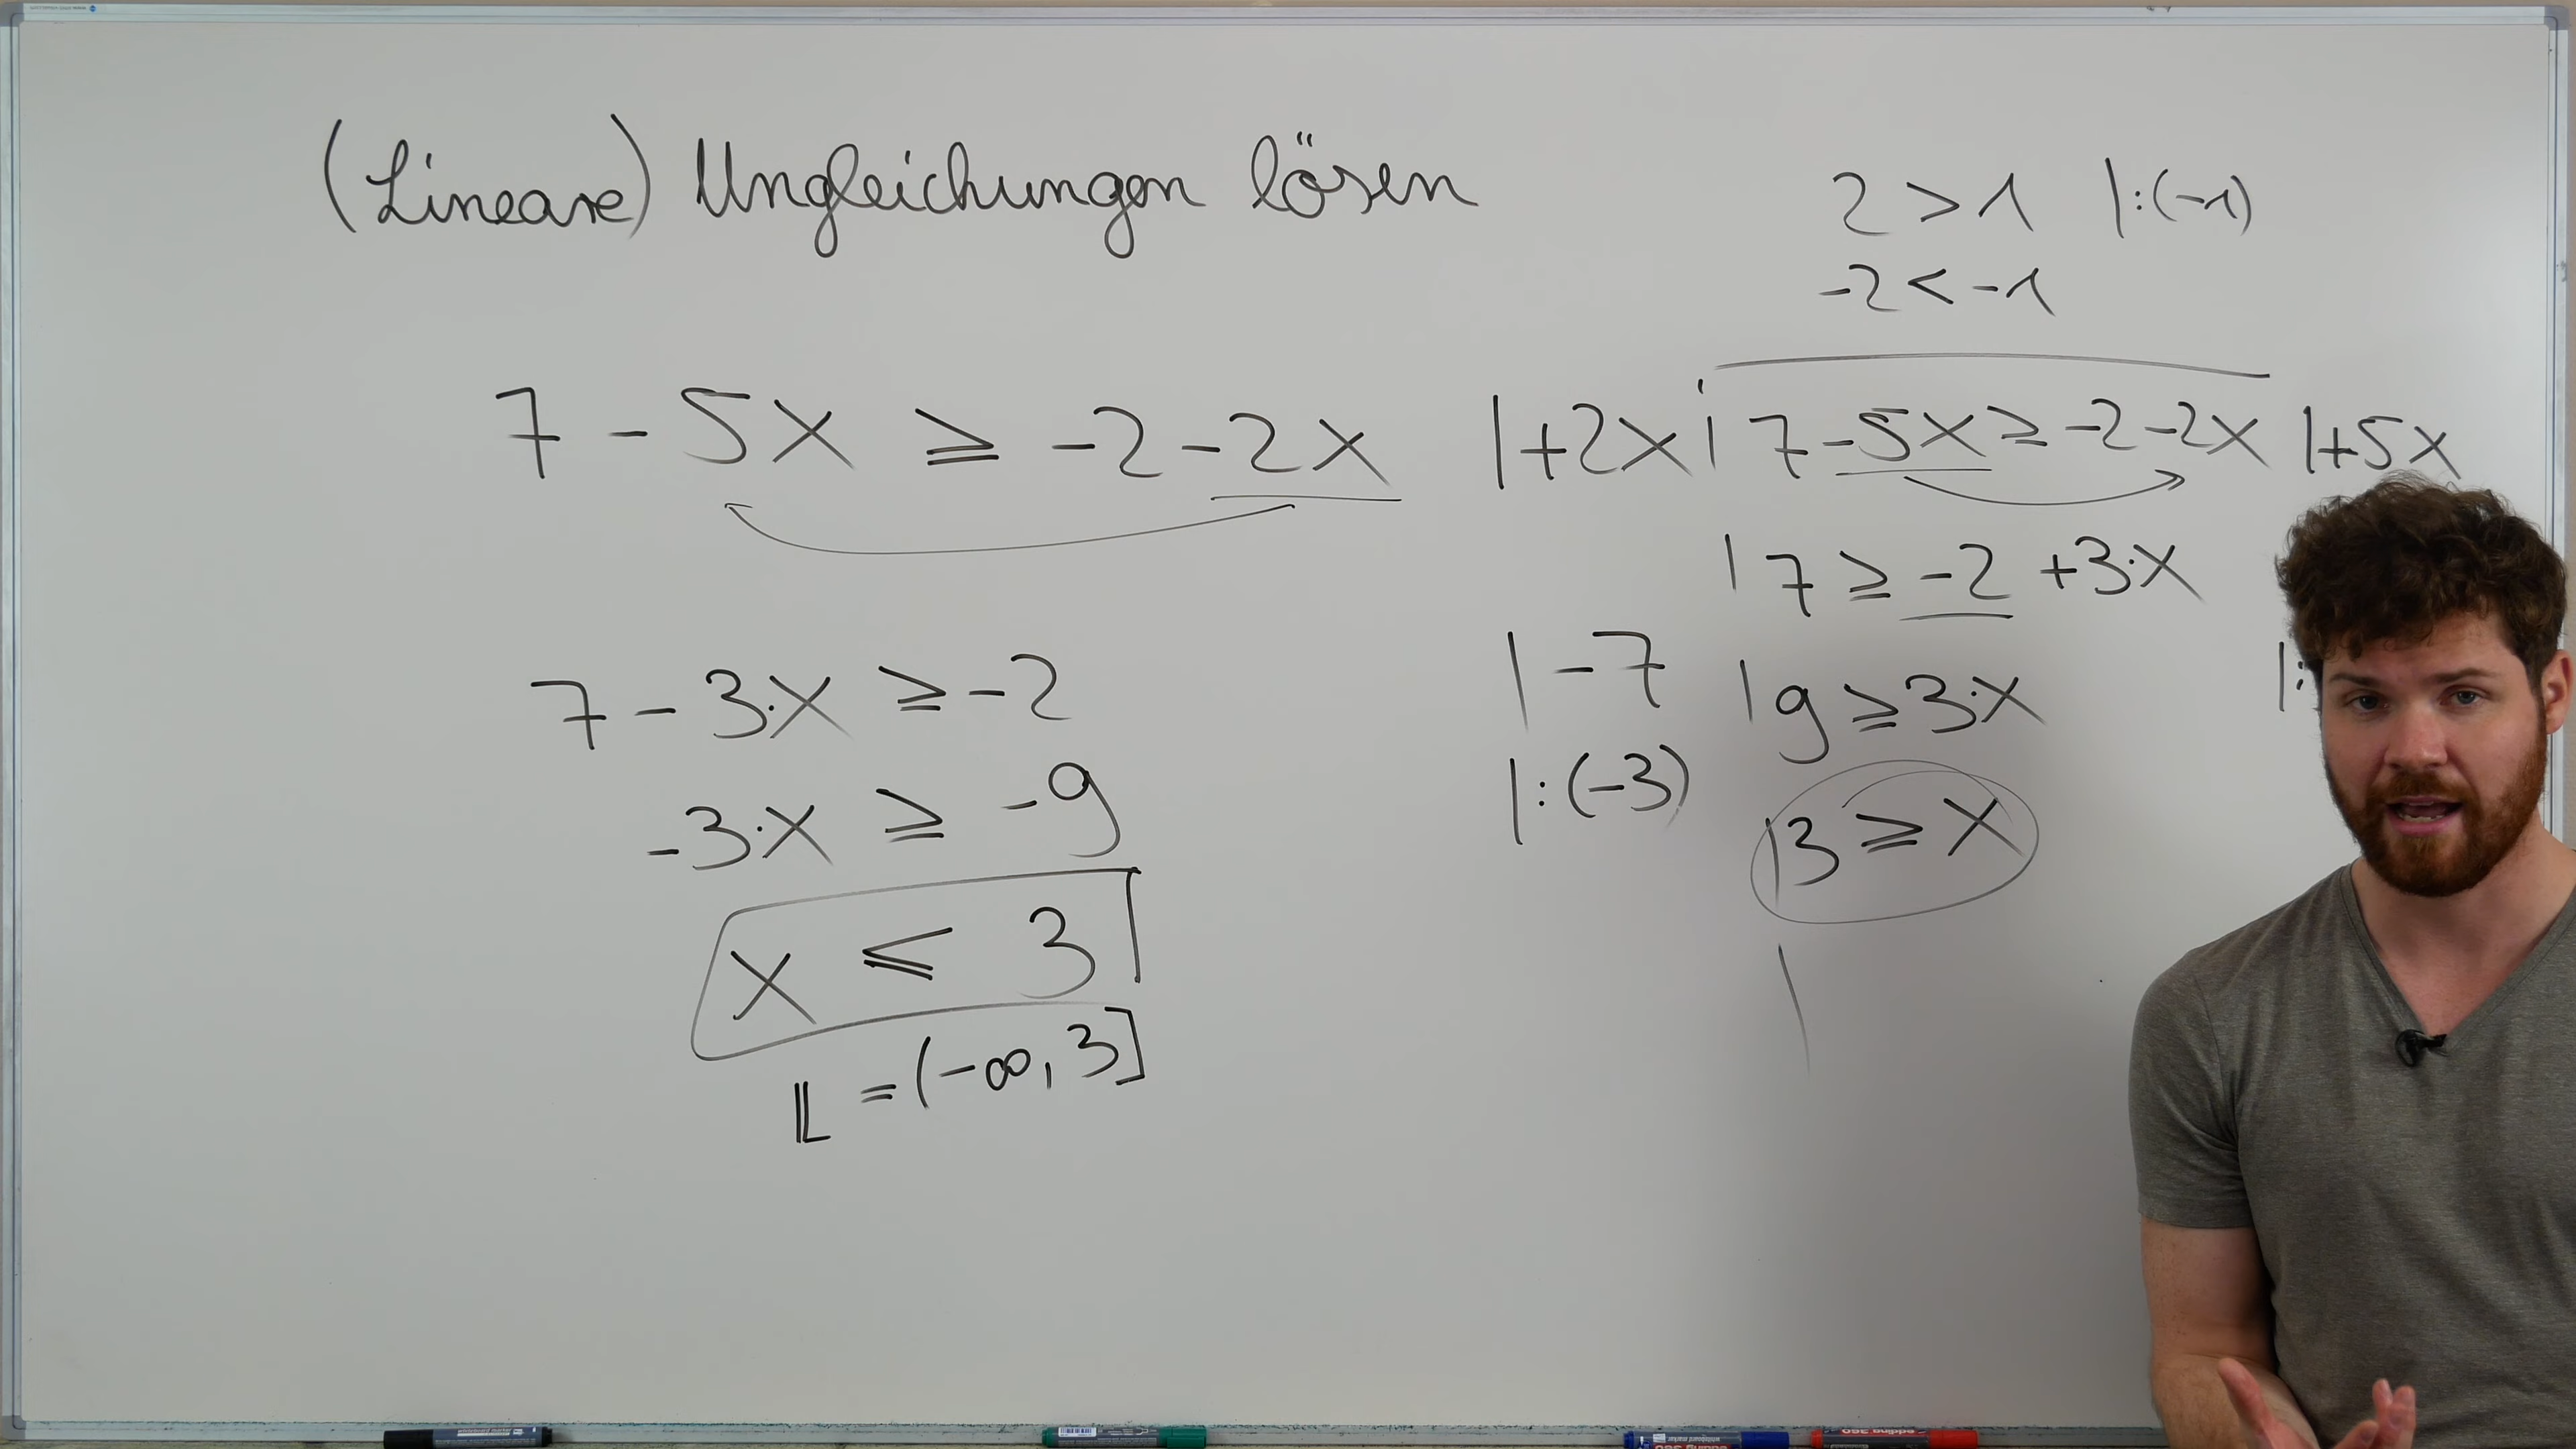 (Lineare) Ungleichungen lösen
2 > 1 |:(-1)
-2 < -1
7 - 5x ≥ -2 - 2x |+2x
7 - 3·x ≥ -2 |-7
-3·x ≥ -9 |:(-3)
x ≤ 3
𝕃 = (-∞, 3]
7 - 5x ≥ -2 - 2x |+5x
7 ≥ -2 + 3·x
9 ≥ 3·x |:
3 ≥ x